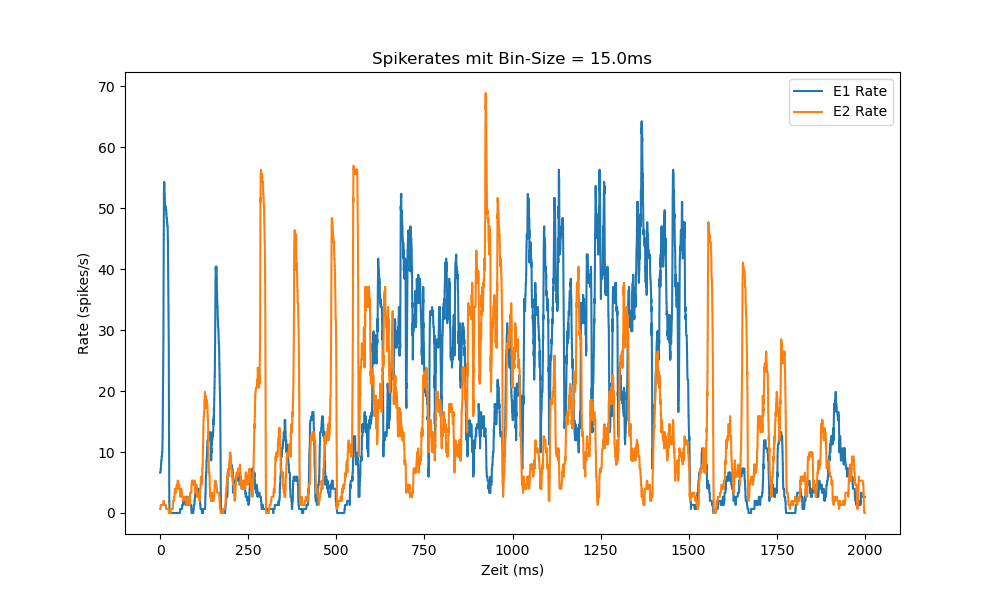 Spikerates mit Bin-Size = 15.0ms
E1 Rate
E2 Rate
70
60
50
40
30
20
10
0
Rate (spikes/s)
0 250 500 750 1000 1250 1500 1750 2000
Zeit (ms)